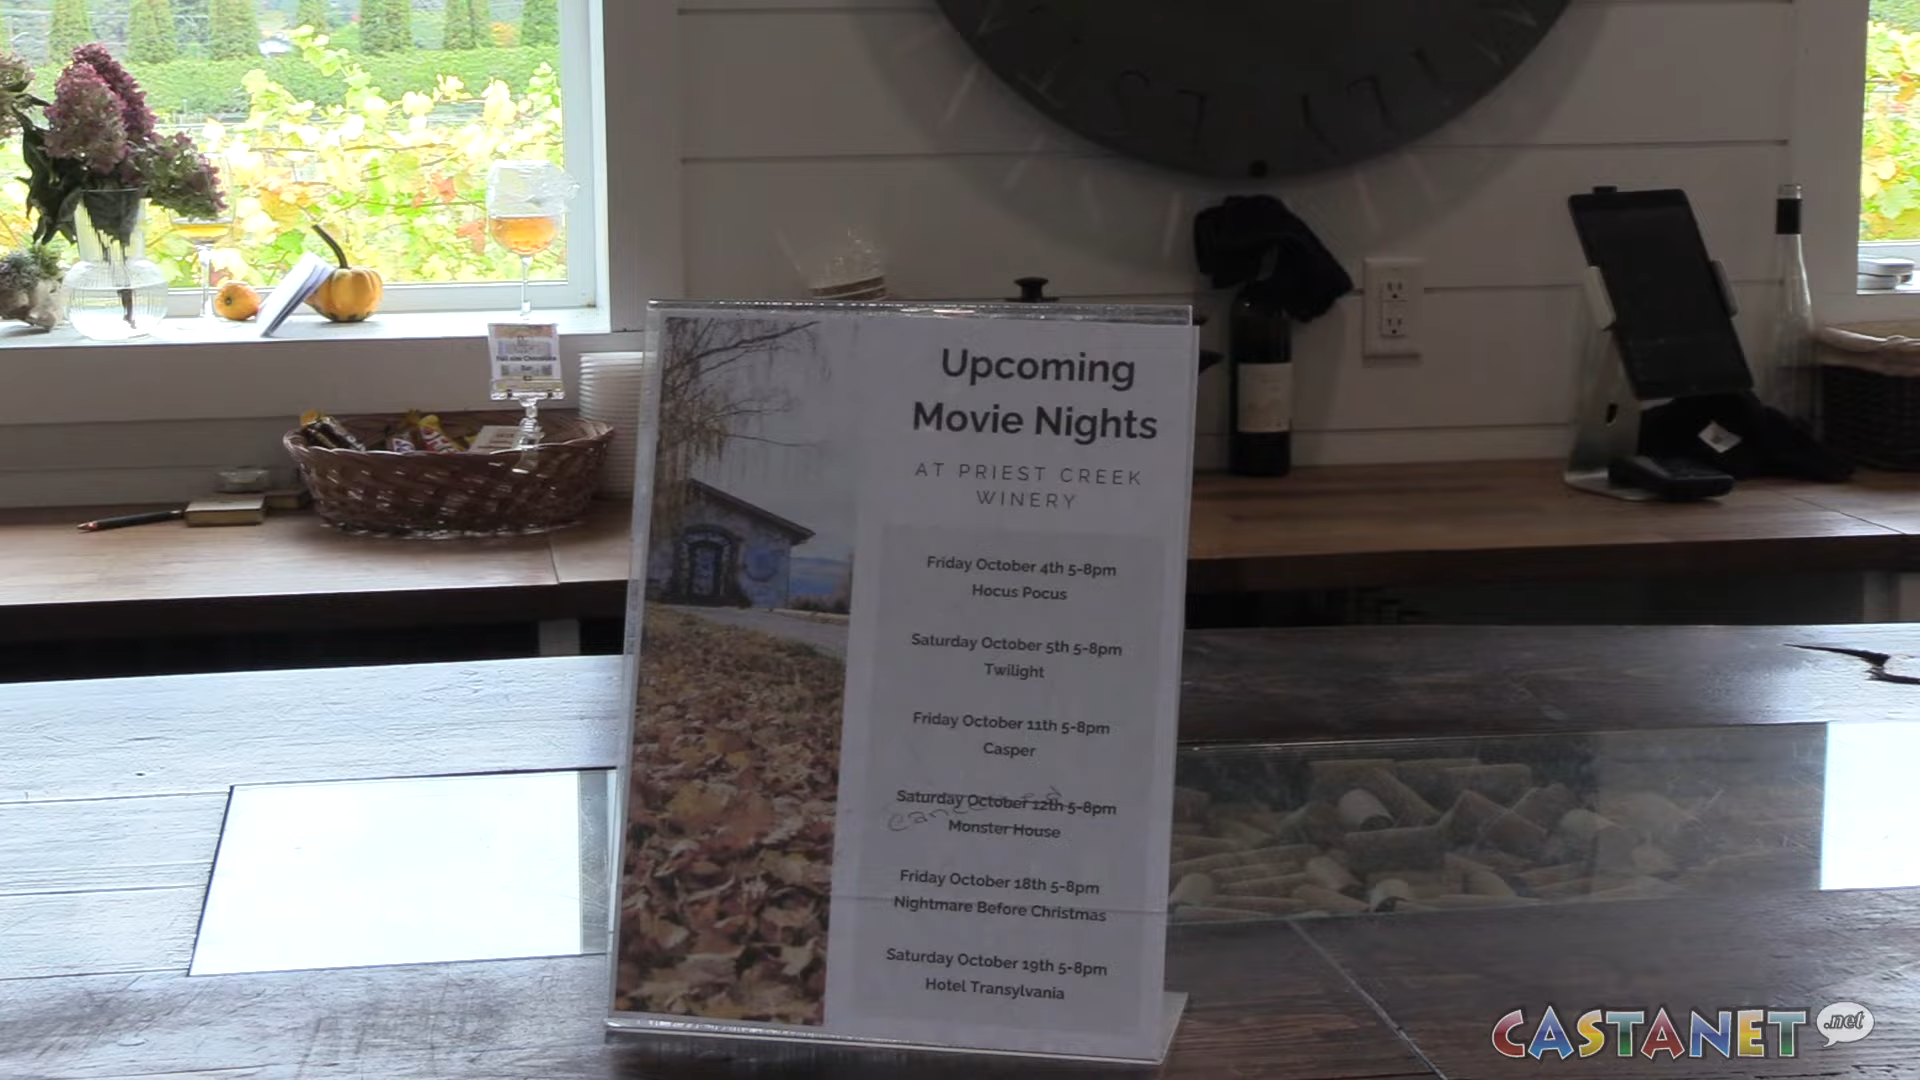 Upcoming
Movie Nights
AT PRIEST CREEK
WINERY
Friday October 4th 5-8pm
Hocus Pocus
Saturday October 5th 5-8pm
Twilight
Friday October 11th 5-8pm
Casper
Saturday October 12th 5-8pm
cancelled
Monster House
Friday October 18th 5-8pm
Nightmare Before Christmas
Saturday October 19th 5-8pm
Hotel Transylvania
CASTANET .net